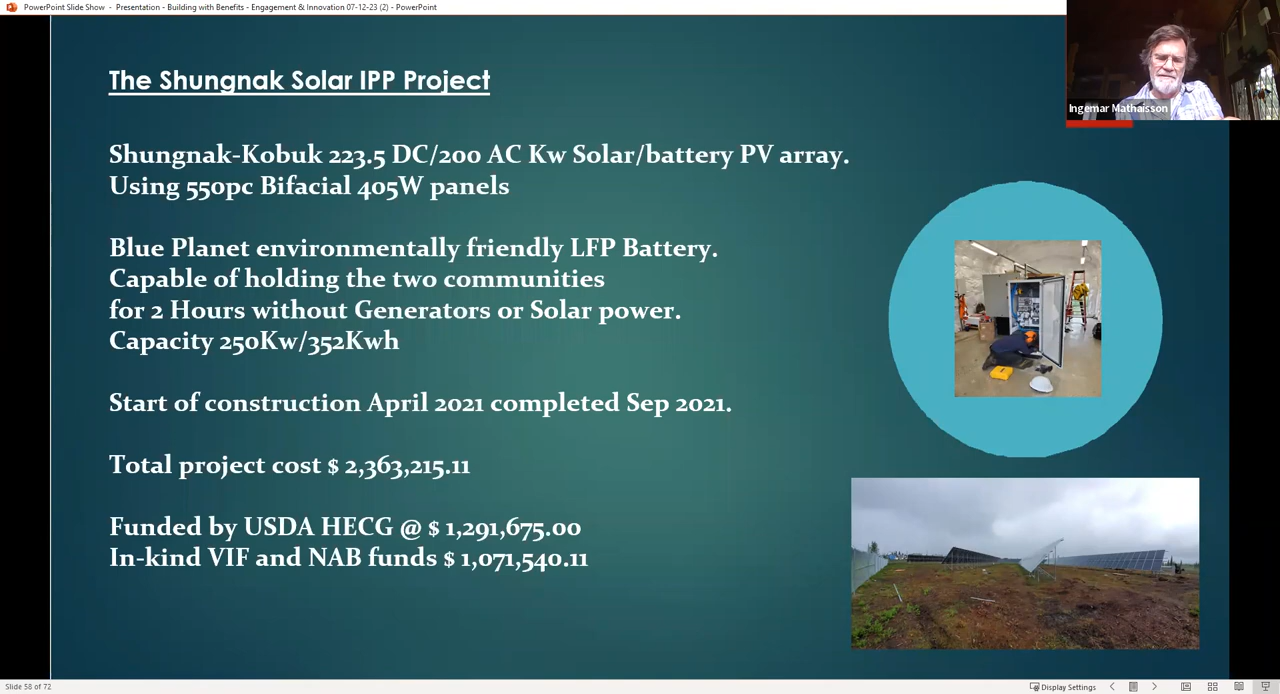 PowerPoint Slide Show - Presentation - Building with Benefits - Engagement & Innovation 07-12-23 (2) - PowerPoint
Ingemar Mathaisson
The Shungnak Solar IPP Project
Shungnak-Kobuk 223.5 DC/200 AC Kw Solar/battery PV array.
Using 550pc Bifacial 405W panels
Blue Planet environmentally friendly LFP Battery.
Capable of holding the two communities
for 2 Hours without Generators or Solar power.
Capacity 250Kw/352Kwh
Start of construction April 2021 completed Sep 2021.
Total project cost $ 2,363,215.11
Funded by USDA HECG @ $ 1,291,675.00
In-kind VIF and NAB funds $ 1,071,540.11
Slide 58 of 72
Display Settings